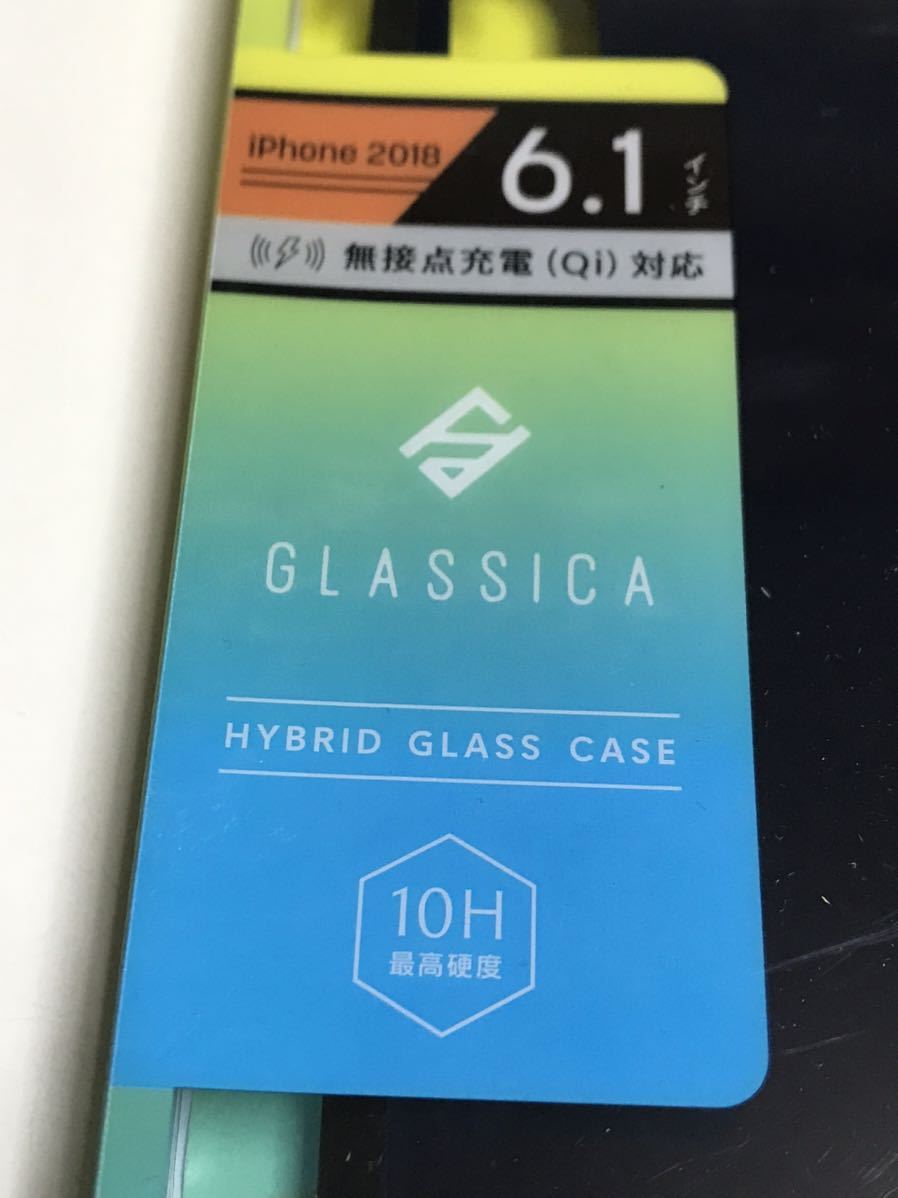 iPhone 2018
6.1インチ
無接点充電(Qi)対応
GLASSICA
HYBRID GLASS CASE
10H
最高硬度